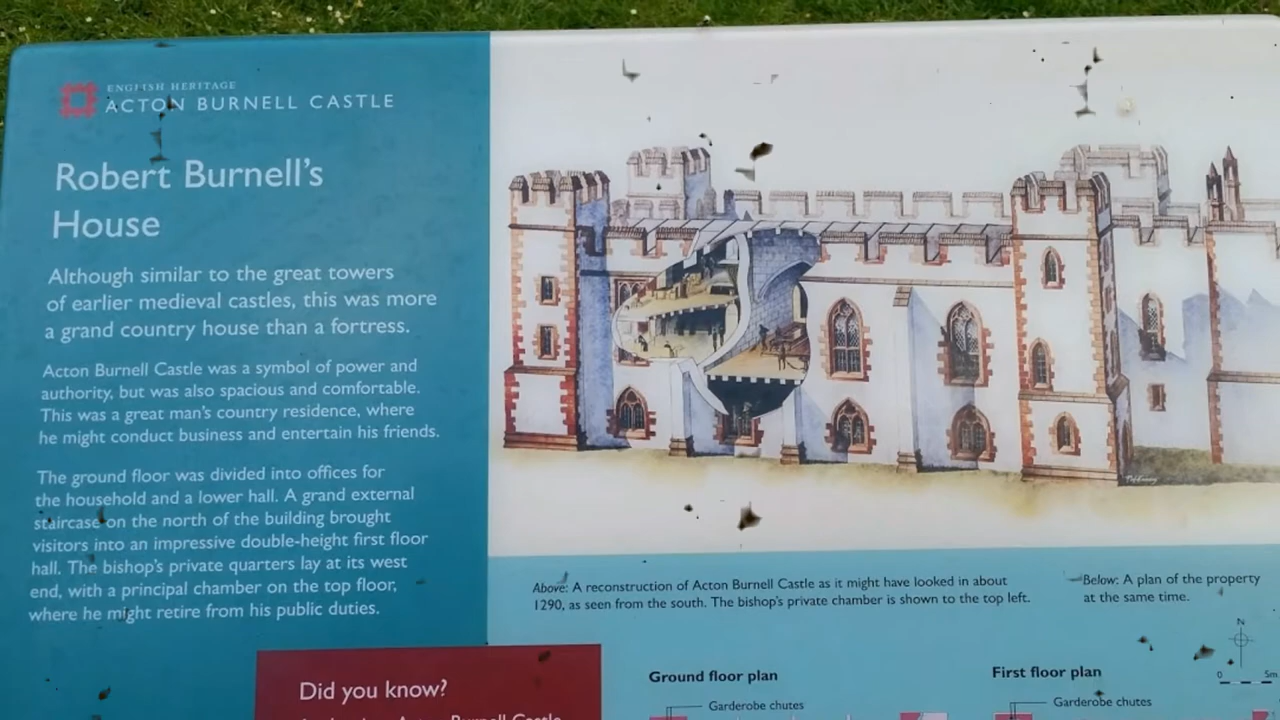 ENGLISH HERITAGE
ACTON BURNELL CASTLE
Robert Burnell's
House
Although similar to the great towers
of earlier medieval castles, this was more
a grand country house than a fortress.
Acton Burnell Castle was a symbol of power and
authority, but was also spacious and comfortable.
This was a great man's country residence, where
he might conduct business and entertain his friends.
The ground floor was divided into offices for
the household and a lower hall. A grand external
staircase on the north of the building brought
visitors into an impressive double-height first floor
hall. The bishop's private quarters lay at its west
end, with a principal chamber on the top floor,
where he might retire from his public duties.
Did you know?
Acton Burnell Castle
Above: A reconstruction of Acton Burnell Castle as it might have looked in about
1290, as seen from the south. The bishop's private chamber is shown to the top left.
Below: A plan of the property
at the same time.
N
0 5m
Ground floor plan
Garderobe chutes
First floor plan
Garderobe chutes